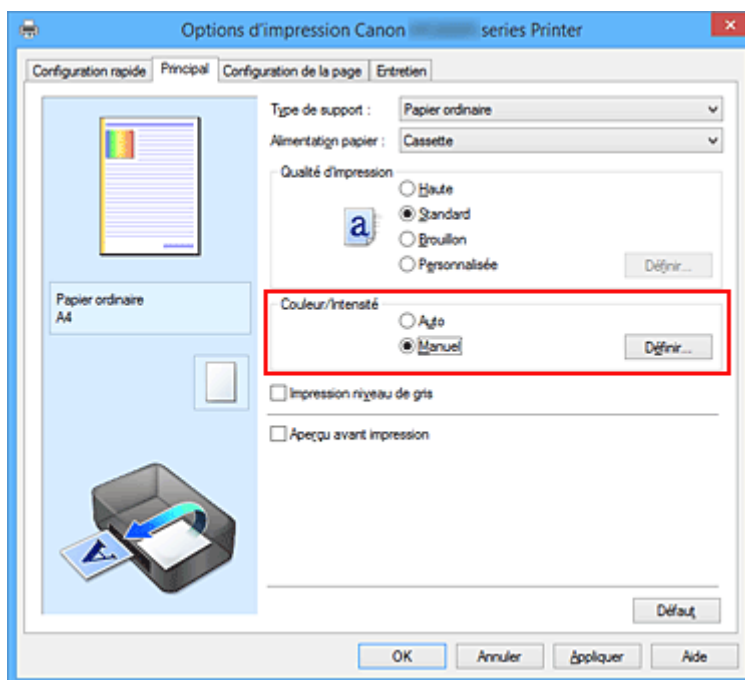 Options d'impression Canon series Printer
Configuration rapide Principal Configuration de la page Entretien
Type de support : Papier ordinaire
Alimentation papier : Cassette
Qualité d'impression
Haute
a Standard
Brouillon
Personnalisée Définir...
Papier ordinaire
A4
Couleur/Intensité
Auto
Manuel Définir...
Impression niveau de gris
Aperçu avant impression
A
Défaut
OK Annuler Appliquer Aide